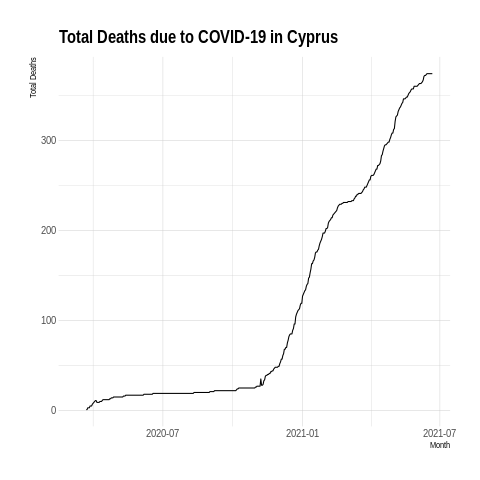 Total Deaths due to COVID-19 in Cyprus
Total Deaths
300
200
100
0
2020-07
2021-01
2021-07
Month